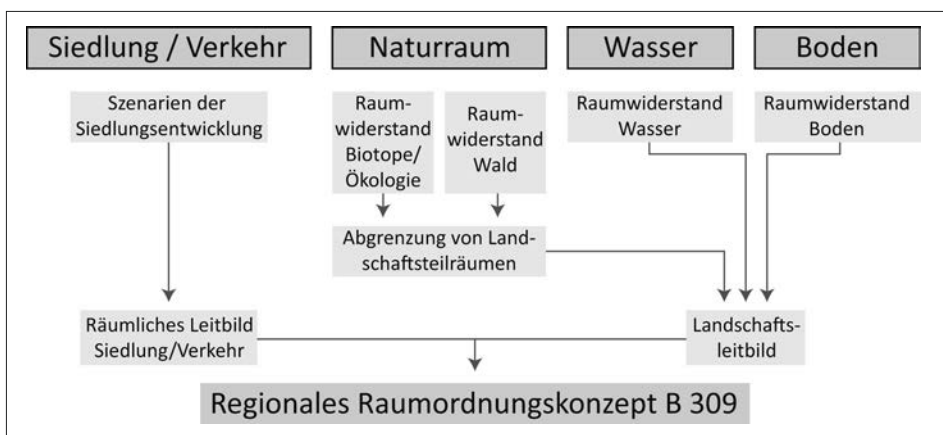 Siedlung / Verkehr
Naturraum
Wasser
Boden
Szenarien der
Siedlungsentwicklung
Raum-
widerstand
Biotope/
Ökologie
Raum-
widerstand
Wald
Raumwiderstand
Wasser
Raumwiderstand
Boden
Abgrenzung von Land-
schaftsteilräumen
Räumliches Leitbild
Siedlung/Verkehr
Landschafts-
leitbild
Regionales Raumordnungskonzept B 309